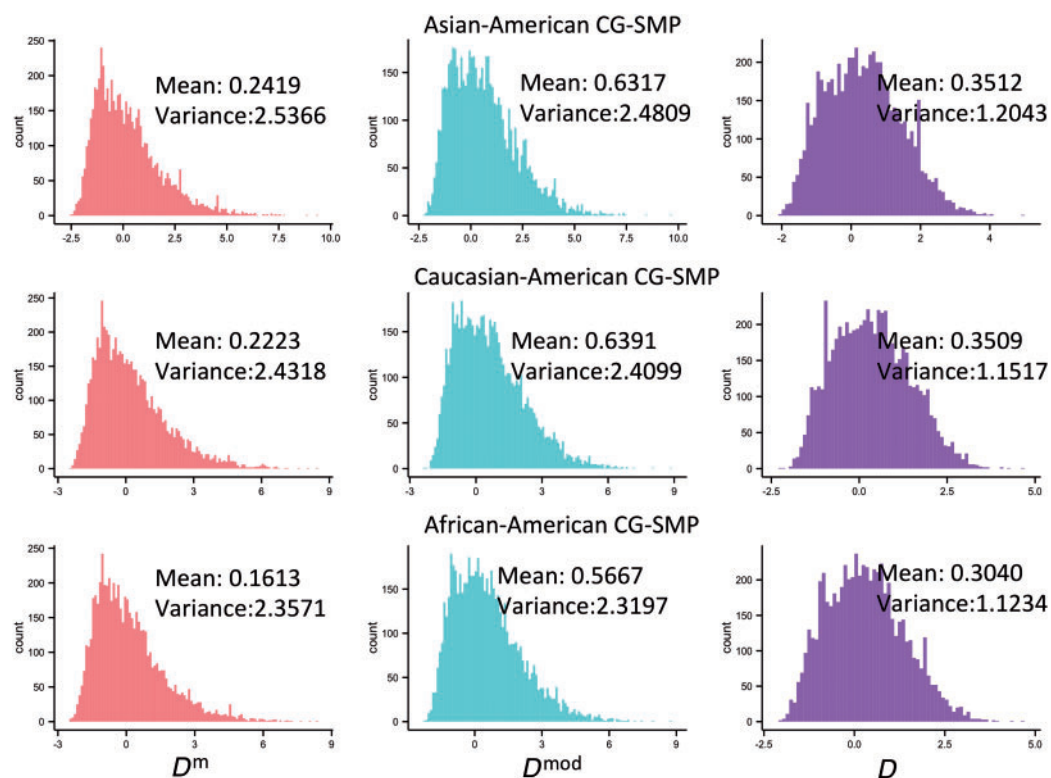 Asian-American CG-SMP
250
200
150
100
50
0
count
-2.5
0.0
2.5
5.0
7.5
10.0
Mean: 0.2419
Variance:2.5366
150
100
50
0
count
-2.5
0.0
2.5
5.0
7.5
10.0
Mean: 0.6317
Variance:2.4809
200
150
100
50
0
count
-2
0
2
4
Mean: 0.3512
Variance:1.2043
Caucasian-American CG-SMP
250
200
150
100
50
0
count
-3
0
3
6
9
Mean: 0.2223
Variance:2.4318
150
100
50
0
count
-3
0
3
6
9
Mean: 0.6391
Variance:2.4099
200
150
100
50
0
count
-2.5
0.0
2.5
5.0
Mean: 0.3509
Variance:1.1517
African-American CG-SMP
250
200
150
100
50
0
count
-3
0
3
6
9
Mean: 0.1613
Variance:2.3571
150
100
50
0
count
-3
0
3
6
9
Mean: 0.5667
Variance:2.3197
200
150
100
50
0
count
-2.5
0.0
2.5
5.0
Mean: 0.3040
Variance:1.1234
Dᵐ
Dᵐᵒᵈ
D